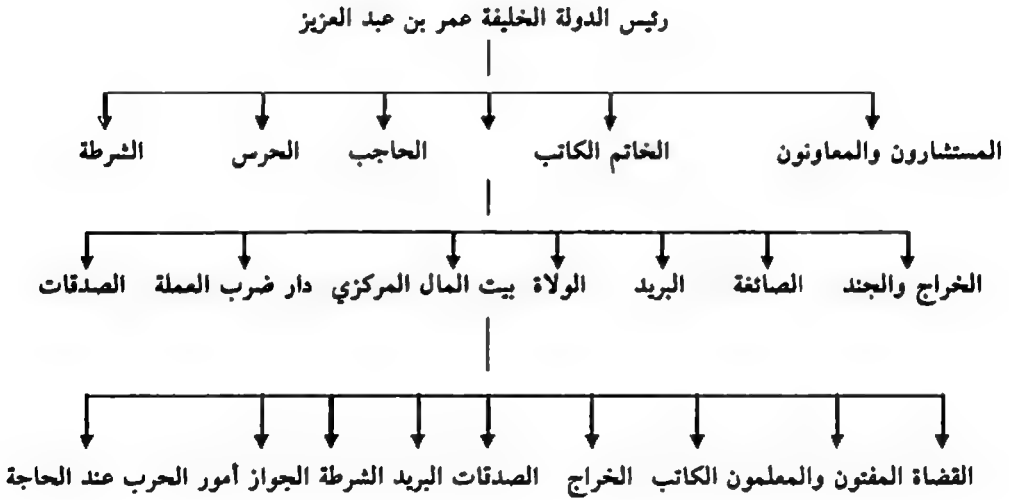 رئيس الدولة الخليفة عمر بن عبد العزيز
المستشارون والمعاونون الخاتم الكاتب الحاجب الحرس الشرطة
الخراج والجند الصائغة البريد الولاة بيت المال المركزي دار ضرب العملة الصدقات
القضاة المفتون والمعلمون الكاتب الخراج الصدقات البريد الشرطة الجواز أمور الحرب عند الحاجة